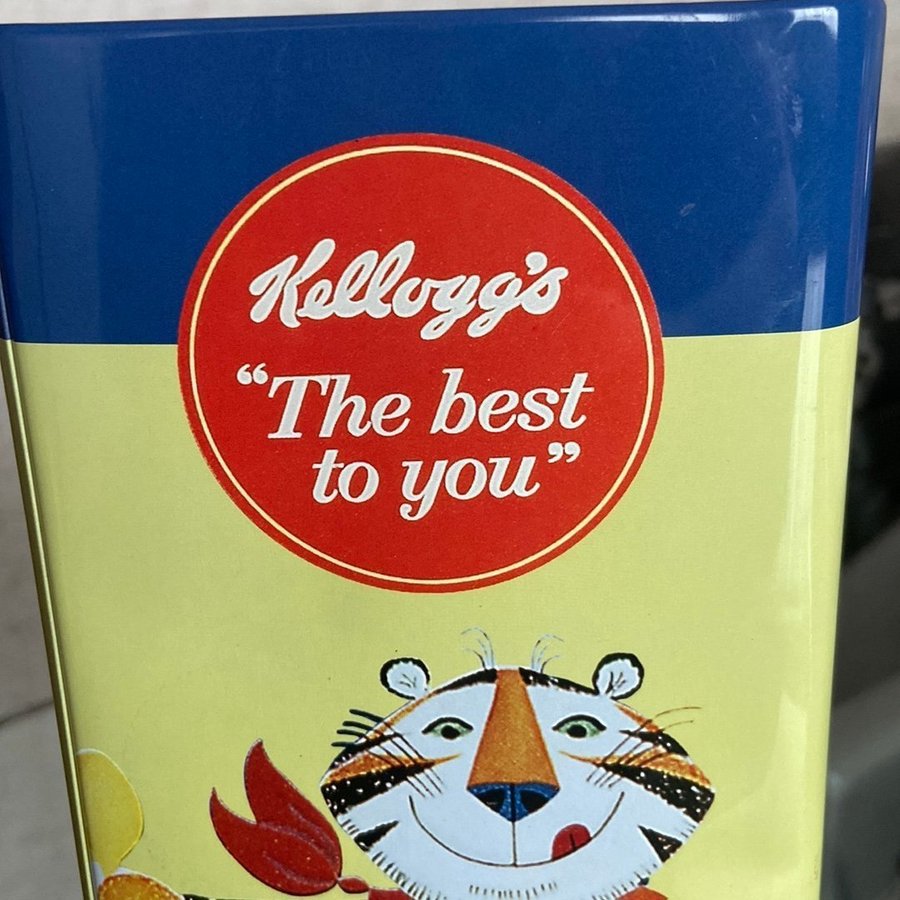 Kellogg's
“The best
to you”